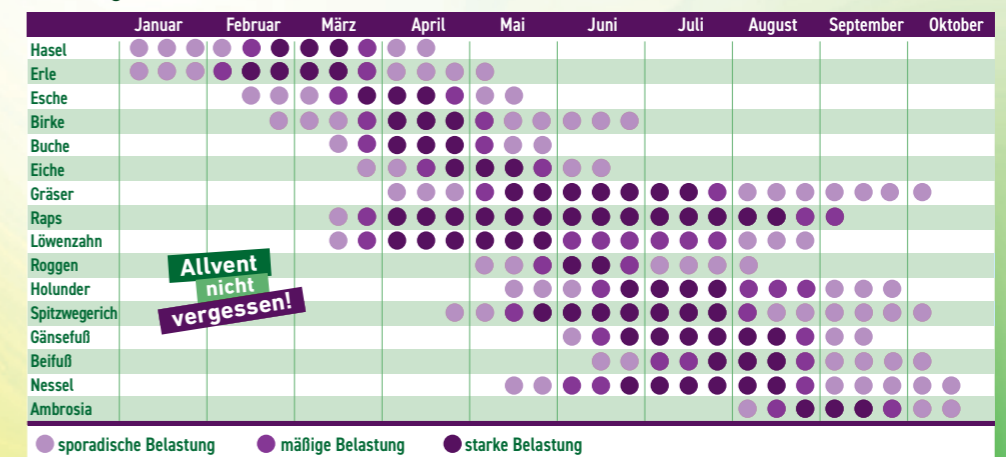 Januar Februar März April Mai Juni Juli August September Oktober
Hasel
Erle
Esche
Birke
Buche
Eiche
Gräser
Raps
Löwenzahn
Roggen
Holunder
Spitzwegerich
Gänsefuß
Beifuß
Nessel
Ambrosia
Allvent
nicht
vergessen!
sporadische Belastung mäßige Belastung starke Belastung